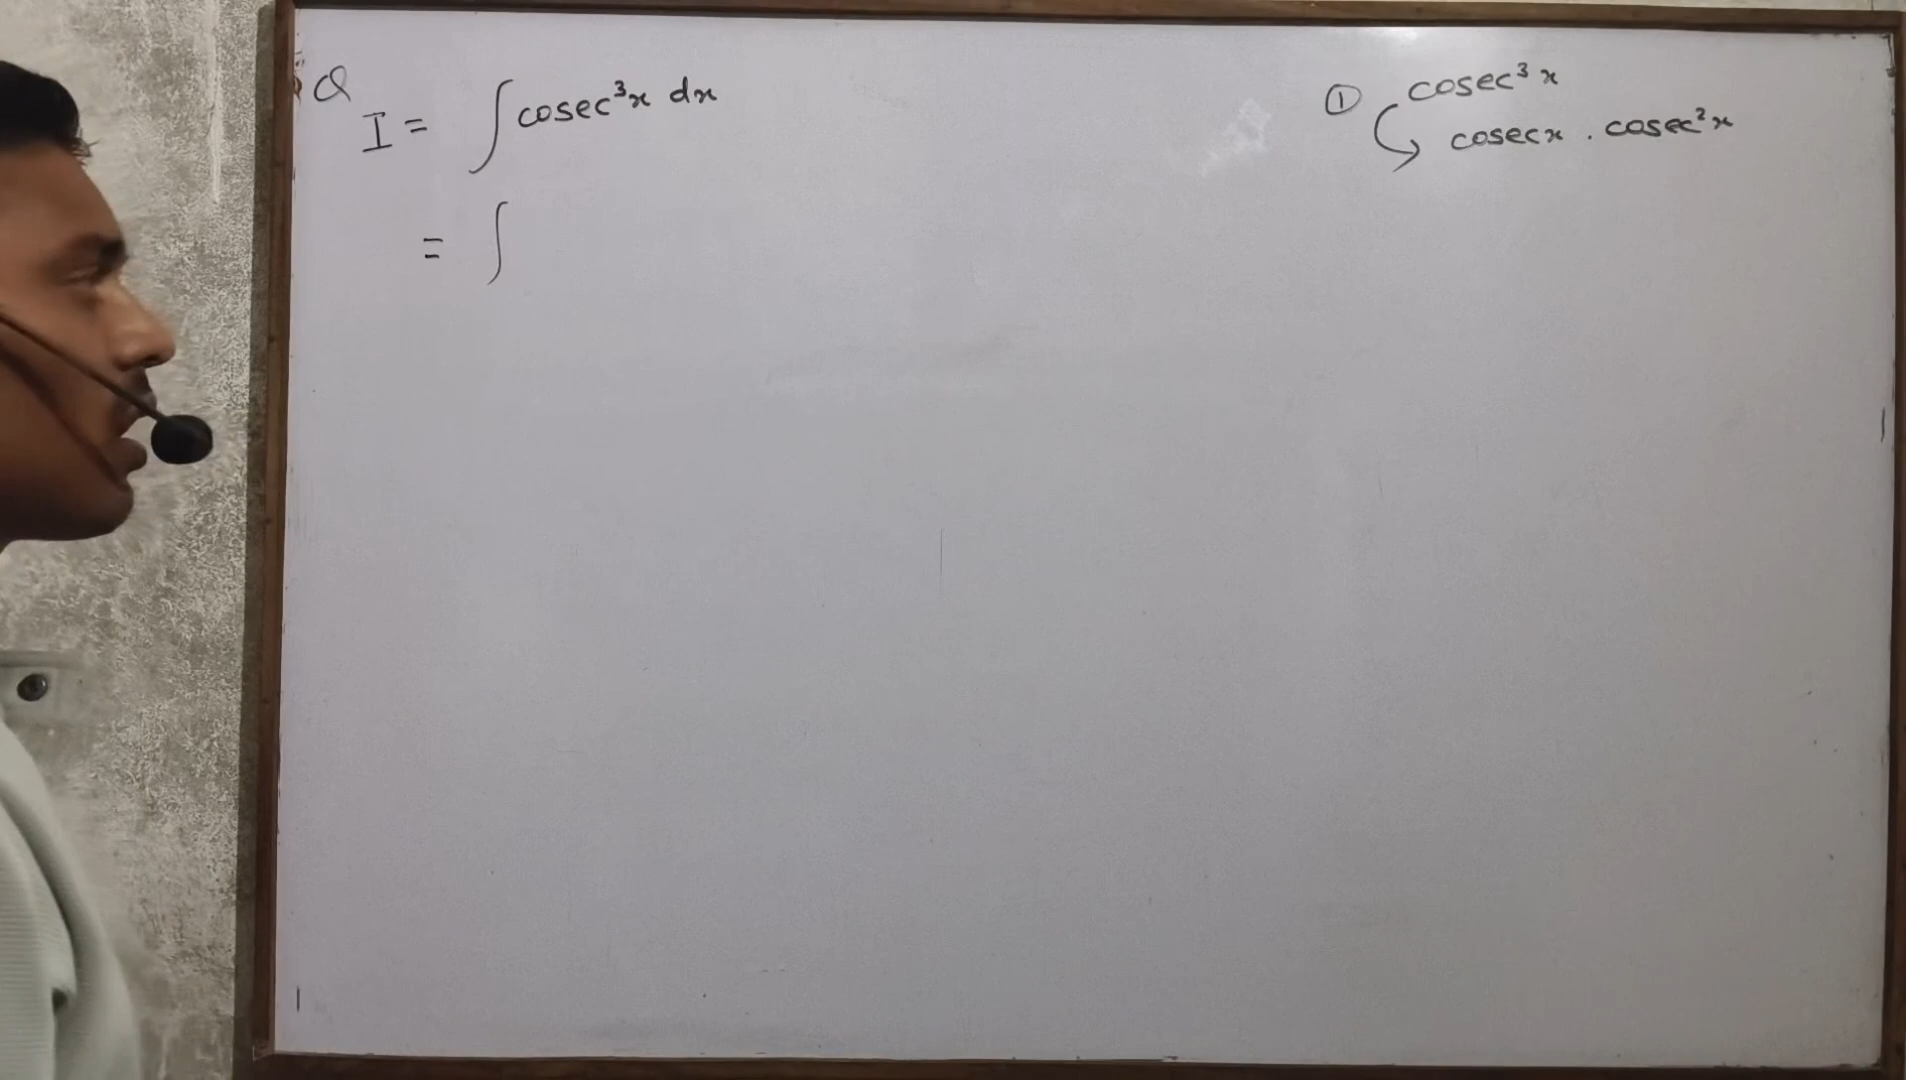 Q
I = ∫ cosec³x dx
= ∫
① cosec³x
cosecx . cosec²x